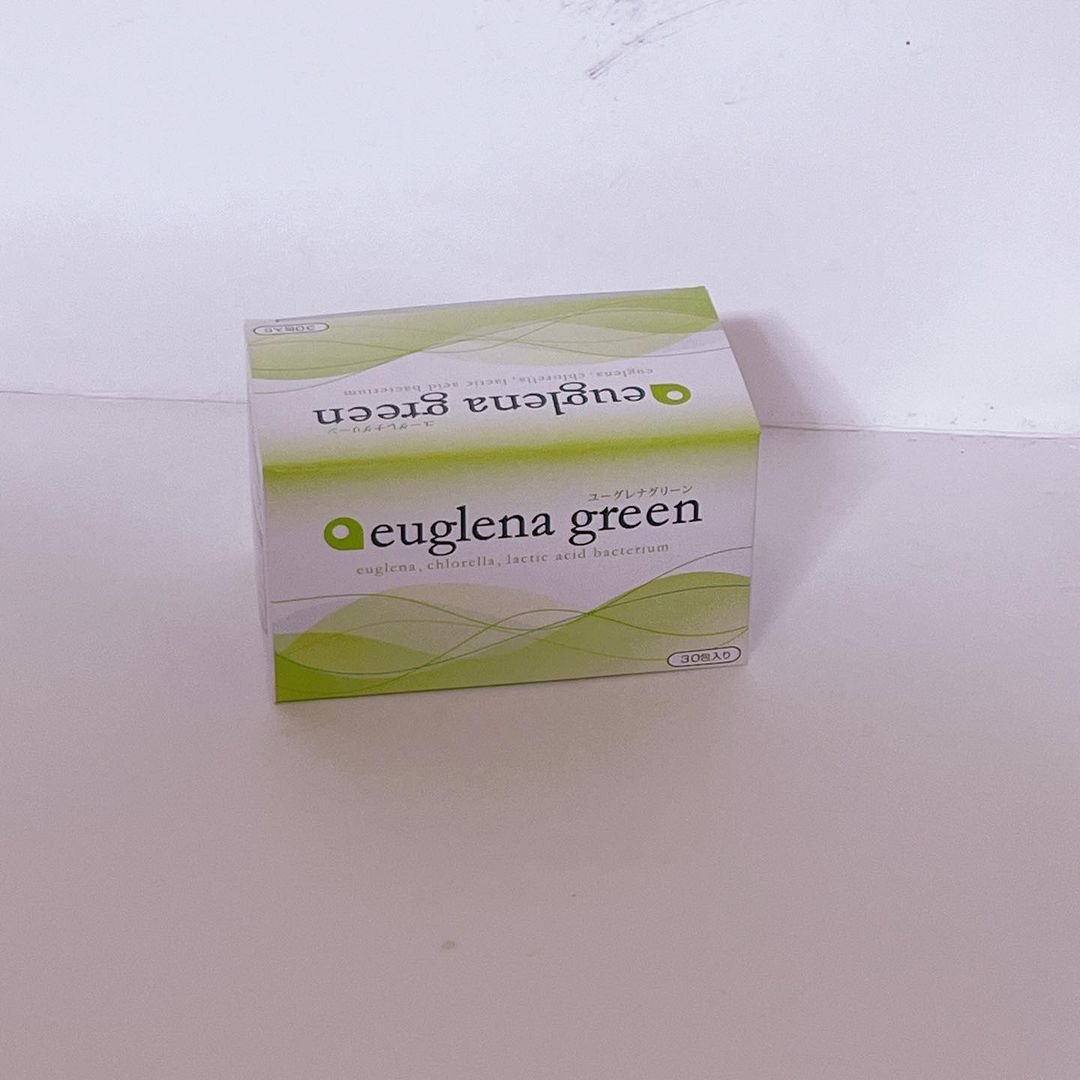 30包入り
euglena, chlorella, lactic acid bacterium
euglena green
ユーグレナグリーン
ユーグレナグリーン
euglena green
euglena, chlorella, lactic acid bacterium
30包入り